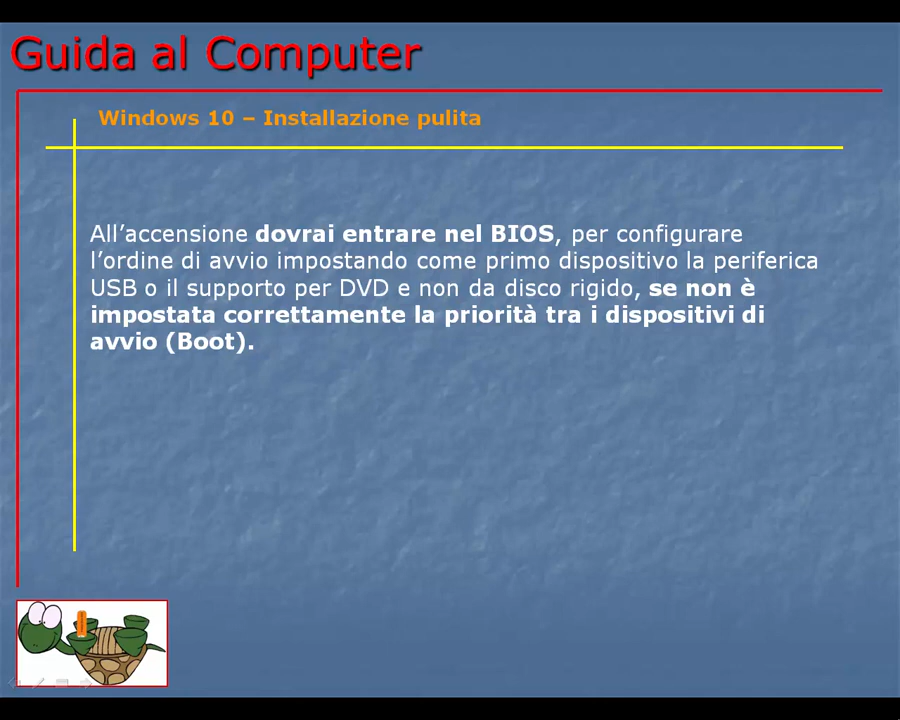 Guida al Computer
Windows 10 – Installazione pulita
All’accensione dovrai entrare nel BIOS, per configurare
l’ordine di avvio impostando come primo dispositivo la periferica
USB o il supporto per DVD e non da disco rigido, se non è
impostata correttamente la priorità tra i dispositivi di
avvio (Boot).